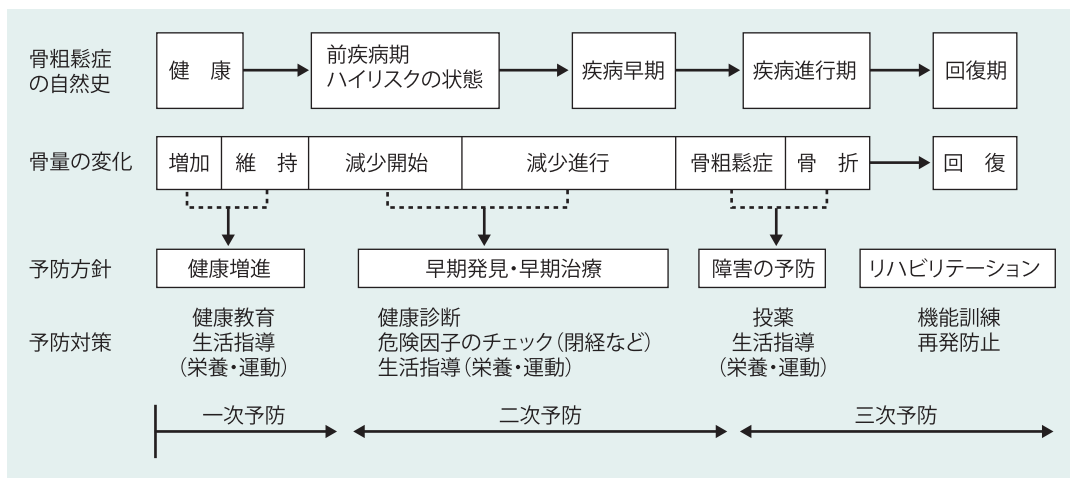 骨粗鬆症
の自然史
健　康
前疾病期
ハイリスクの状態
疾病早期
疾病進行期
回復期
骨量の変化
増加
維　持
減少開始
減少進行
骨粗鬆症
骨　折
回　復
予防方針
健康増進
早期発見・早期治療
障害の予防
リハビリテーション
予防対策
健康教育
生活指導
（栄養・運動）
健康診断
危険因子のチェック（閉経など）
生活指導（栄養・運動）
投薬
生活指導
（栄養・運動）
機能訓練
再発防止
一次予防
二次予防
三次予防